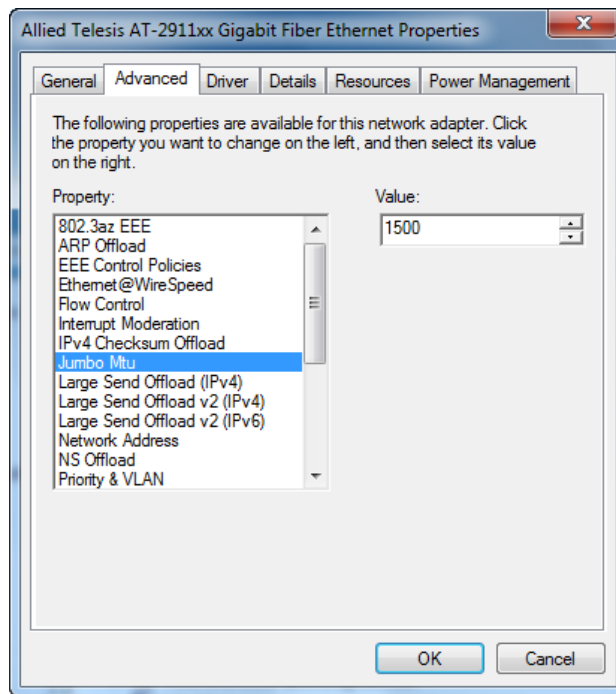 Allied Telesis AT-2911xx Gigabit Fiber Ethernet Properties
General Advanced Driver Details Resources Power Management
The following properties are available for this network adapter. Click
the property you want to change on the left, and then select its value
on the right.
Property:
Value:
802.3az EEE
ARP Offload
EEE Control Policies
Ethernet@WireSpeed
Flow Control
Interrupt Moderation
IPv4 Checksum Offload
Jumbo Mtu
Large Send Offload (IPv4)
Large Send Offload v2 (IPv4)
Large Send Offload v2 (IPv6)
Network Address
NS Offload
Priority & VLAN
1500
OK
Cancel